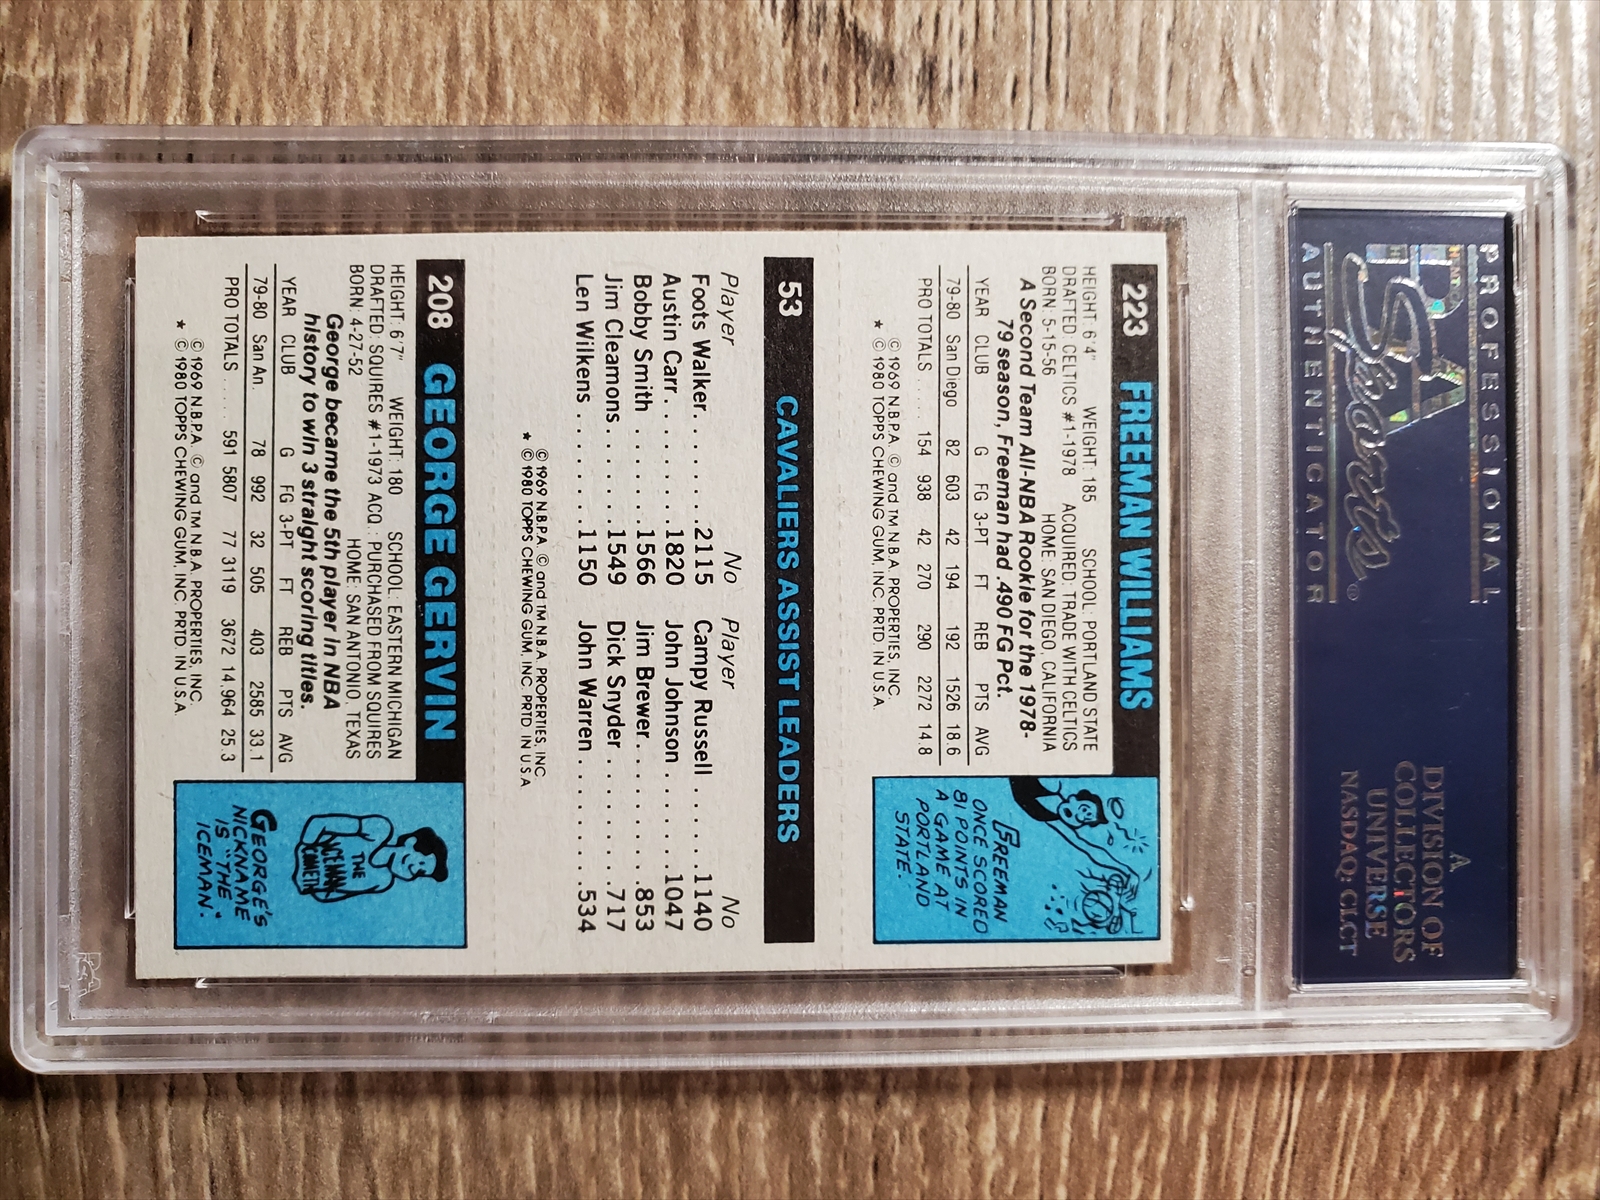 PROFESSIONAL
PSA
Sports®
AUTHENTICATOR
A
DIVISION OF
COLLECTORS
UNIVERSE
NASDAQ: CLCT
223 FREEMAN WILLIAMS
HEIGHT: 6'4" WEIGHT: 185 SCHOOL: PORTLAND STATE
DRAFTED: CELTICS #1-1978 ACQUIRED: TRADE WITH CELTICS
BORN: 5-15-56 HOME: SAN DIEGO, CALIFORNIA
A Second Team All-NBA Rookie for the 1978-
79 season, Freeman had .490 FG Pct.
YEAR CLUB G FG 3-PT FT REB PTS AVG
79-80 San Diego 82 603 42 194 192 1526 18.6
PRO TOTALS . . . . 154 938 42 270 290 2272 14.8
© 1969 N.B.P.A. © and TM N.B.A. PROPERTIES, INC.
★ © 1980 TOPPS CHEWING GUM, INC. PRTD. IN U.S.A.
FREEMAN
ONCE SCORED
81 POINTS IN
A GAME AT
PORTLAND
STATE.
53 CAVALIERS ASSIST LEADERS
Player No Player No
Foots Walker. . . . . .2115 Campy Russell . . . . .1140
Austin Carr. . . . . . . .1820 John Johnson . . . . . .1047
Bobby Smith . . . . . .1566 Jim Brewer. . . . . . . . .853
Jim Cleamons. . . . . .1549 Dick Snyder . . . . . . . .717
Len Wilkens . . . . . . .1150 John Warren . . . . . . . .534
© 1969 N.B.P.A. © and TM N.B.A. PROPERTIES, INC.
★ © 1980 TOPPS CHEWING GUM, INC. PRTD IN U.S.A
208 GEORGE GERVIN
HEIGHT: 6'7" WEIGHT: 180 SCHOOL: EASTERN MICHIGAN
DRAFTED: SQUIRES #1-1973 ACQ.: PURCHASED FROM SQUIRES
BORN: 4-27-52 HOME: SAN ANTONIO, TEXAS
George became the 5th player in NBA
history to win 3 straight scoring titles.
YEAR CLUB G FG 3-PT FT REB PTS AVG
79-80 San An. 78 992 32 505 403 2585 33.1
PRO TOTALS . . . . . 591 5807 77 3119 3672 14,964 25.3
© 1969 N.B.P.A. © and TM N.B.A. PROPERTIES, INC.
★ © 1980 TOPPS CHEWING GUM, INC. PRTD. IN U.S.A.
THE
ICEMAN
COMETH
GEORGE'S
NICKNAME
IS "THE
ICEMAN".
PSA